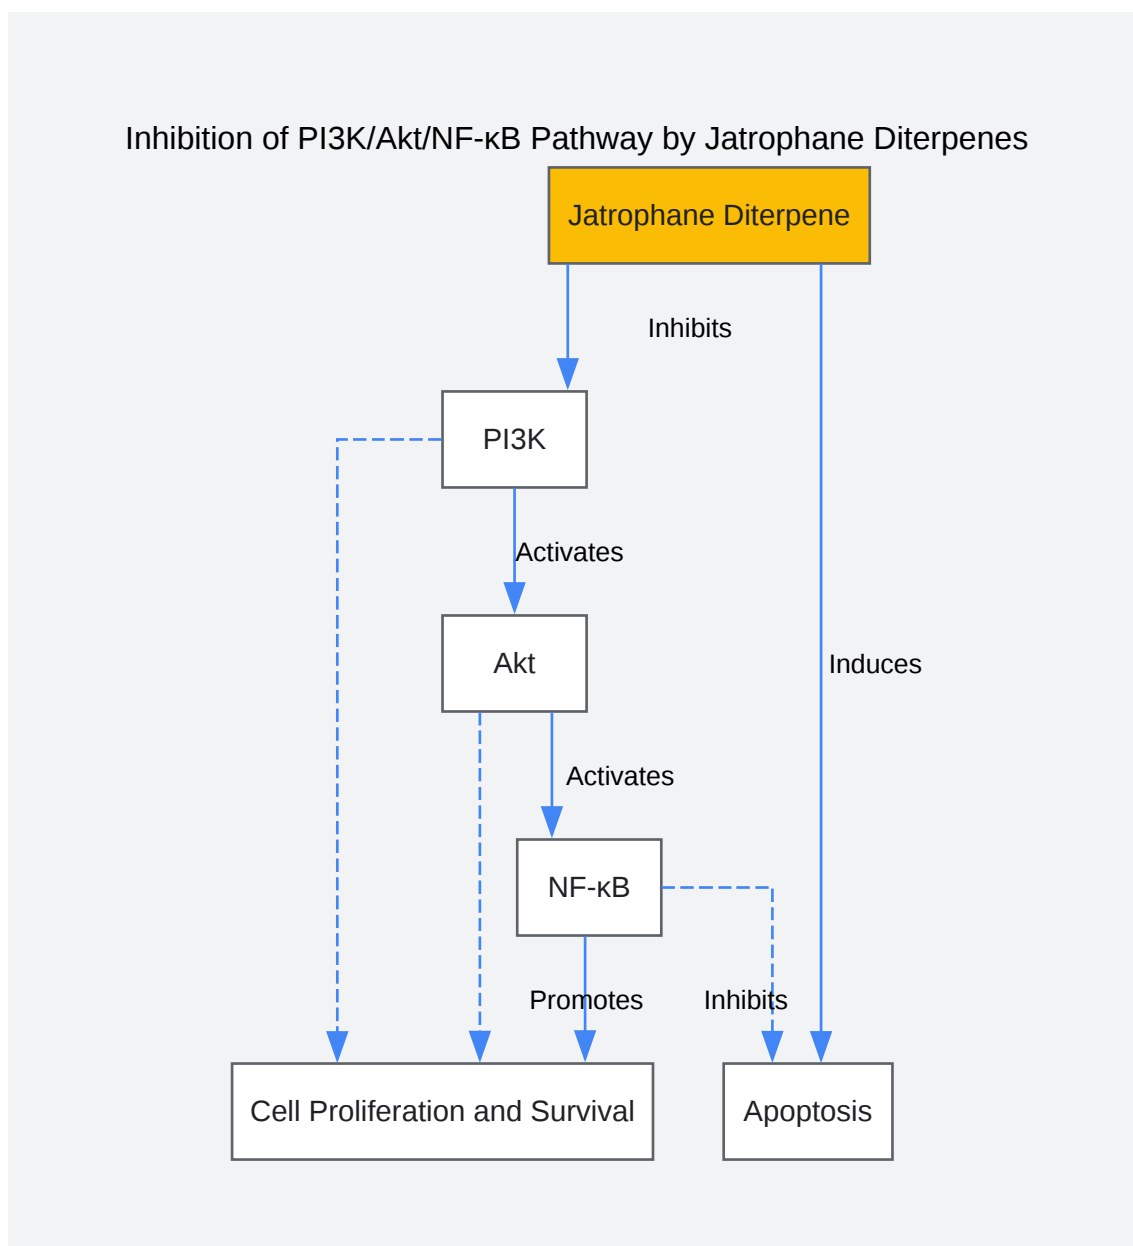 Inhibition of PI3K/Akt/NF-κB Pathway by Jatrophane Diterpenes
Jatrophane Diterpene
Inhibits
PI3K
Activates
Akt
Induces
Activates
NF-κB
Promotes
Inhibits
Cell Proliferation and Survival
Apoptosis